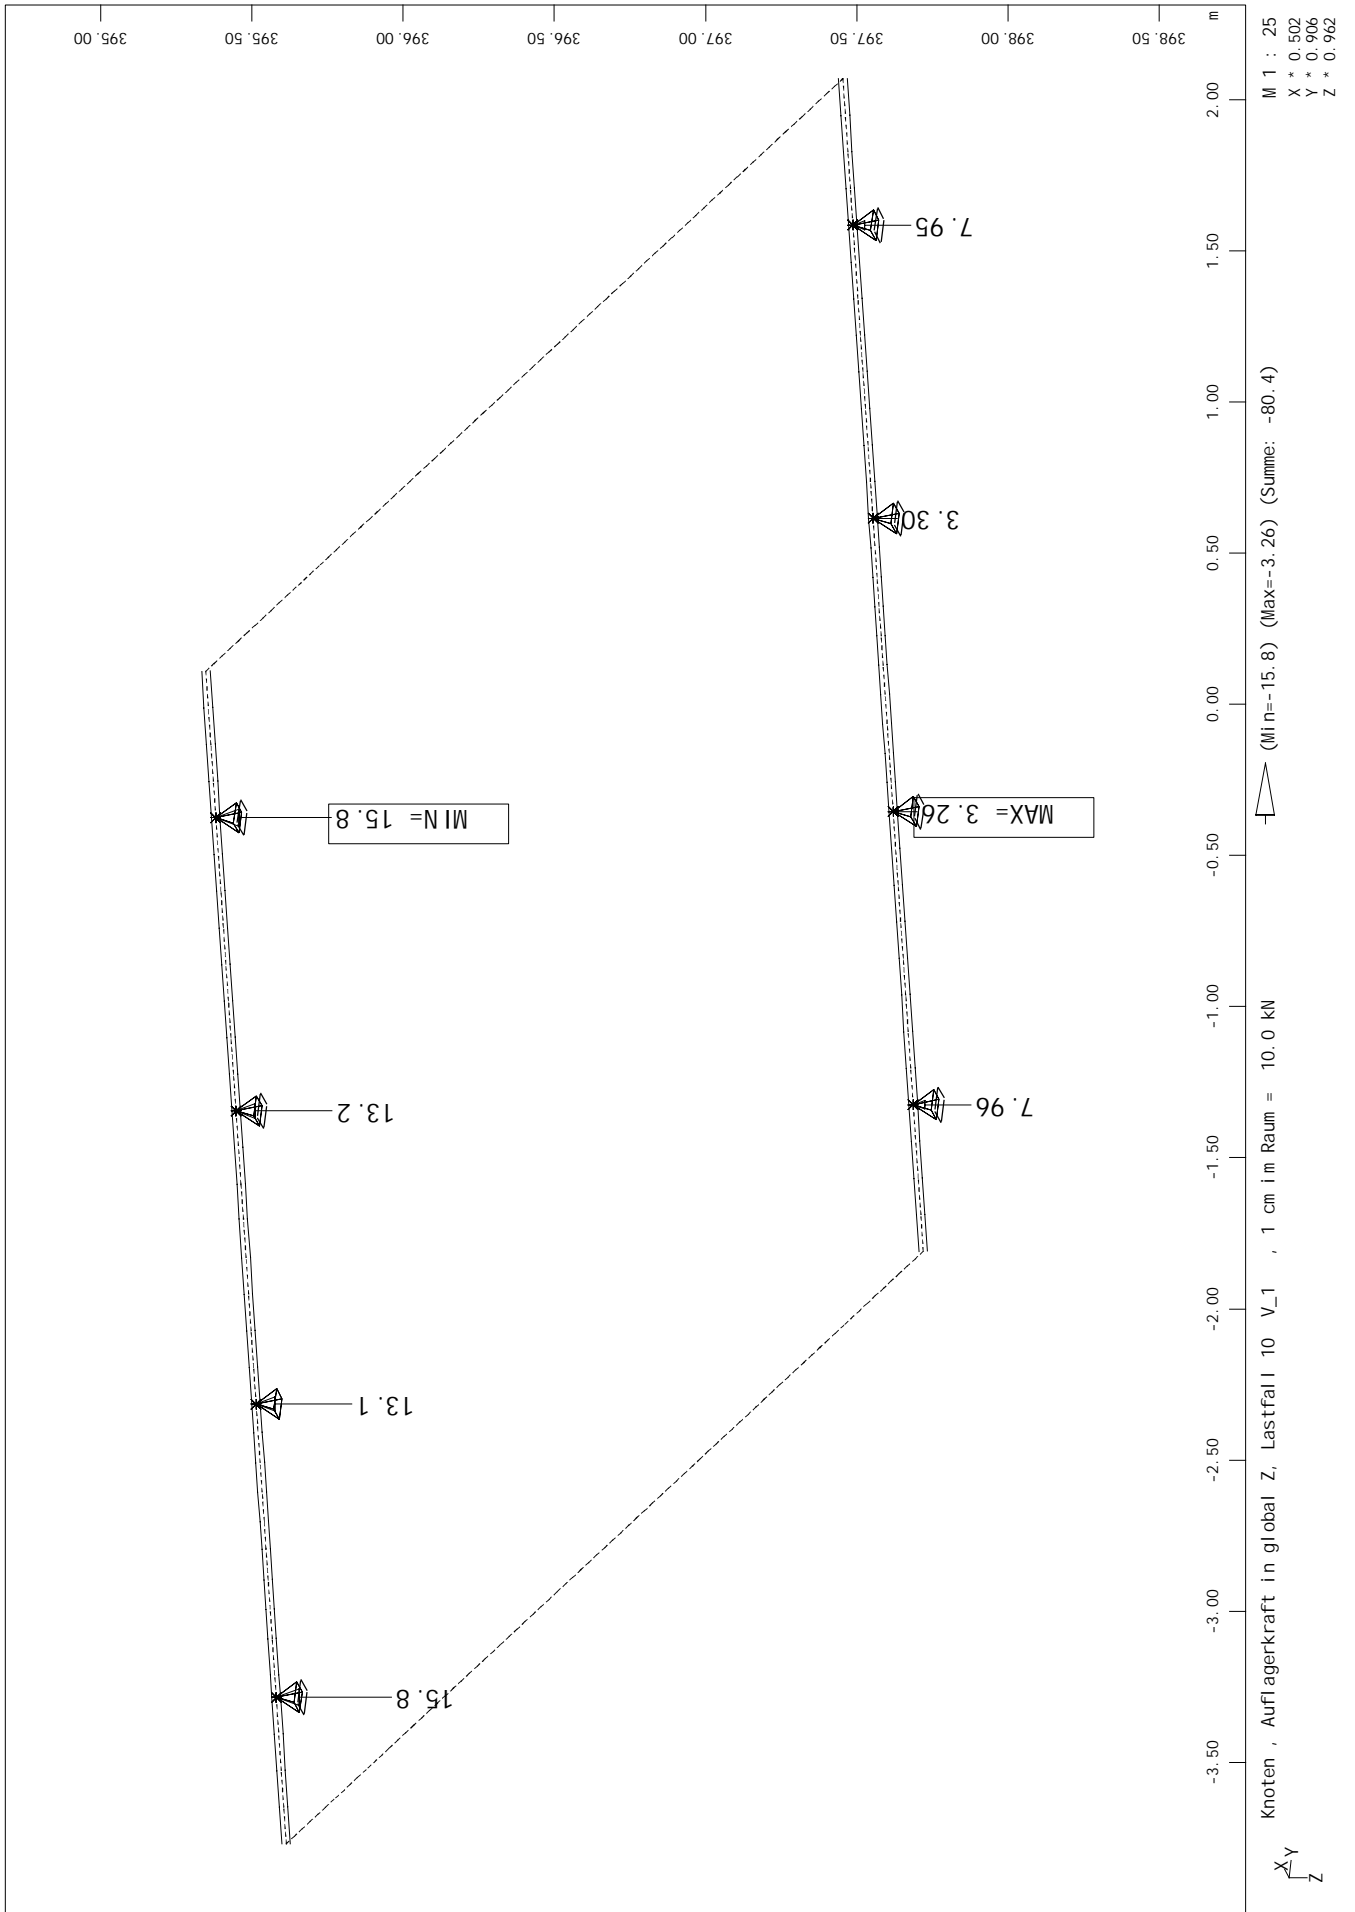 395.00
395.50
396.00
396.50
397.00
397.50
398.00
398.50
m
2.00
1.50
1.00
0.50
0.00
-0.50
-1.00
-1.50
-2.00
-2.50
-3.00
-3.50
7.95
3.30
MAX= 3.26
7.96
MIN= 15.8
13.2
13.1
15.8
Knoten , Auflagerkraft in global Z, Lastfall 10 V_1 , 1 cm im Raum = 10.0 kN (Min=-15.8) (Max=-3.26) (Summe: -80.4)
M 1 : 25
X * 0.502
Y * 0.906
Z * 0.962
X
Y
Z